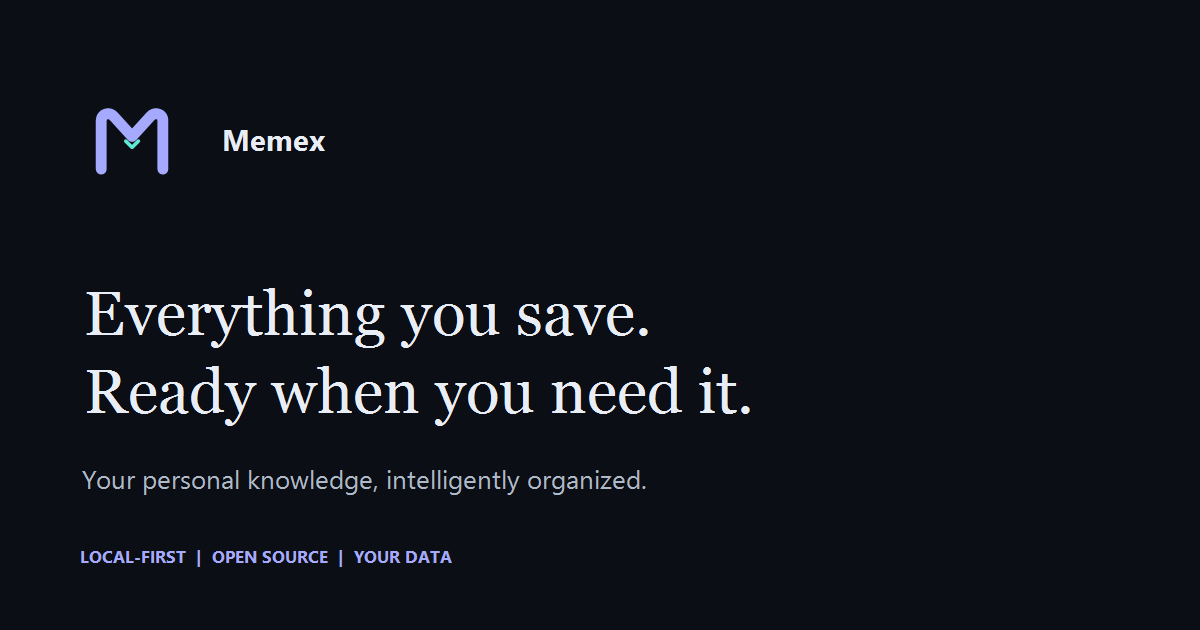 Memex
Everything you save.
Ready when you need it.
Your personal knowledge, intelligently organized.
LOCAL-FIRST | OPEN SOURCE | YOUR DATA